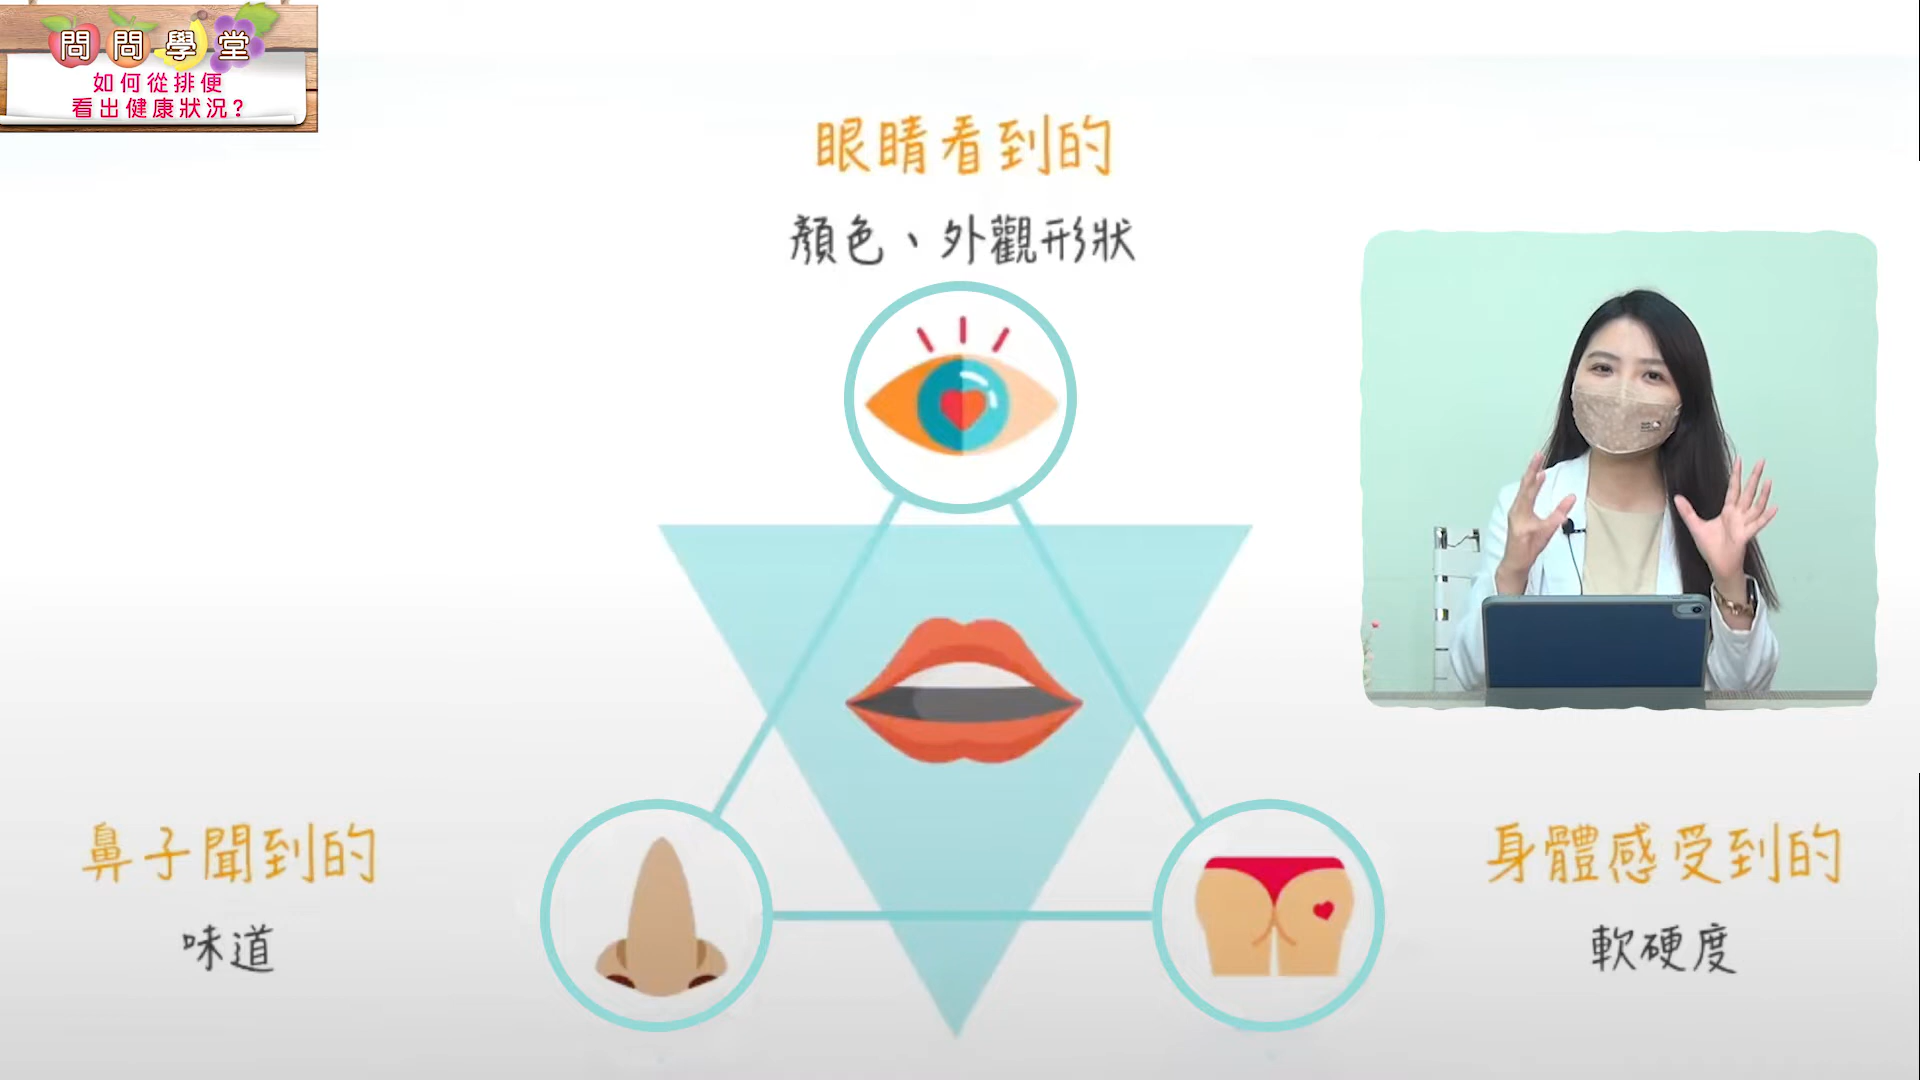 問問學堂
如何從排便
看出健康狀況?
眼睛看到的
顏色、外觀形狀
鼻子聞到的
味道
身體感受到的
軟硬度